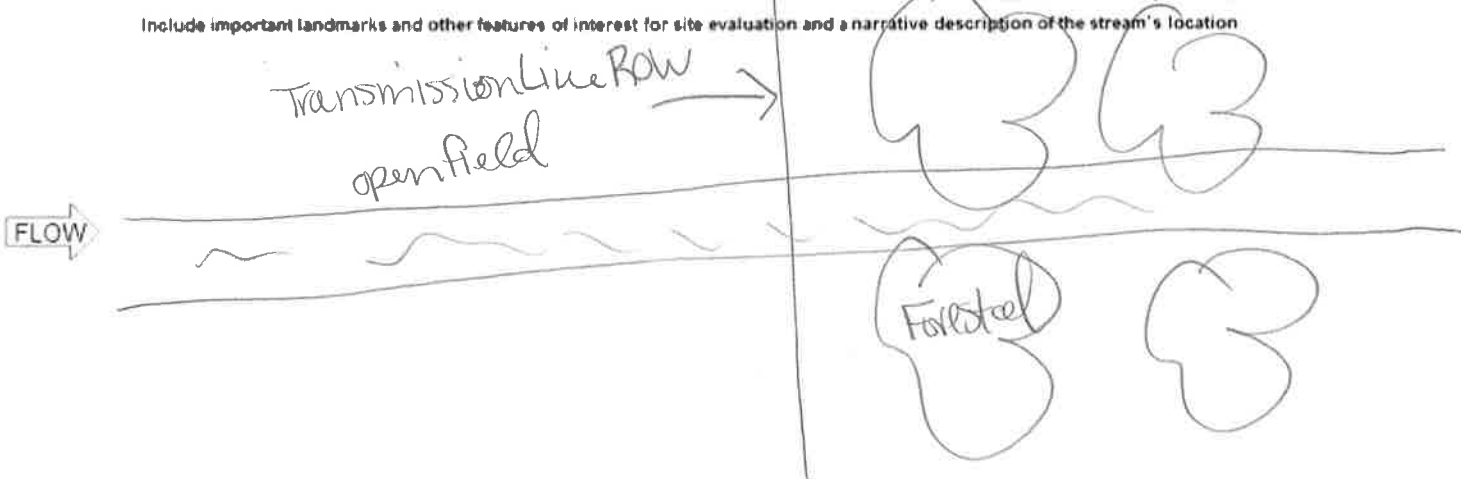 Include important landmarks and other features of interest for site evaluation and a narrative description of the stream's location
Transmission Line ROW
open field
FLOW
Forested